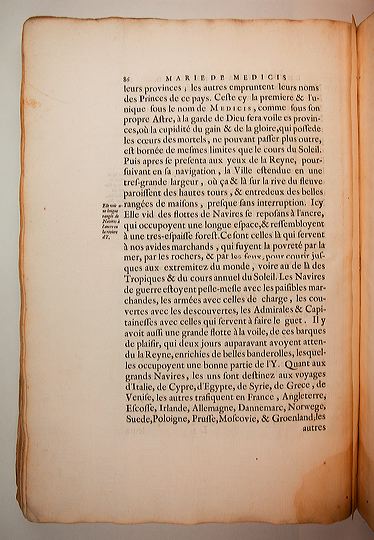 86 MARIE DE MEDICIS
leurs provinces; les autres empruntent leurs noms
des Princes de ce pays. Ceste cy la premiere & l'u-
nique sous le nom de MEDICIS, comme sous son
propre Astre, à la garde de Dieu fera voile es provin-
ces, où la cupidité du gain & de la gloire, qui possede
les cœurs des mortels, ne pouvant passer plus outre,
est bornée de mesmes limites que le cours du Soleil.
Puis apres se presenta aux yeux de la Reyne, pour-
suivant en sa navigation, la Ville estendue en une
tres-grande largeur, où çà & là sur la rive du fleuve
paroissent des hautes tours, & entredeux des belles
rangées de maisons, presque sans interruption. Icy
Elle vid des flottes de Navires se reposans à l'ancre,
qui occupoyent une longue espace, & ressembloyent
à une tres-espaisse forest. Ce sont celles là qui servent
à nos avides marchands, qui fuyent la povreté par la
mer, par les rochers, & par les feux, pour courir jus-
ques aux extremitez du monde, voire au de là des
Tropiques & du cours annuel du Soleil. Les Navires
de guerre estoyent pesle-mesle avec les paisibles mar-
chandes, les armées avec celles de charge, les cou-
vertes avec les descouvertes, les Admirales & Capi-
tainesses avec celles qui servent à faire le guet. Il y
avoit aussi une grande flotte à la voile, de ces barques
de plaisir, qui deux jours auparavant avoyent atten-
du la Reyne, enrichies de belles banderolles, lesquel-
les occupoyent une bonne partie de l'Y. Quant aux
grands Navires, les uns sont destinez aux voyages
d'Italie, de Cypre, d'Egypte, de Syrie, de Grece, de
Venise, les autres trafiquent en France, Angleterre,
Escosse, Irlande, Allemagne, Dannemarc, Norwege,
Suede, Pologne, Prusse, Moscovie, & Groenland; les
autres